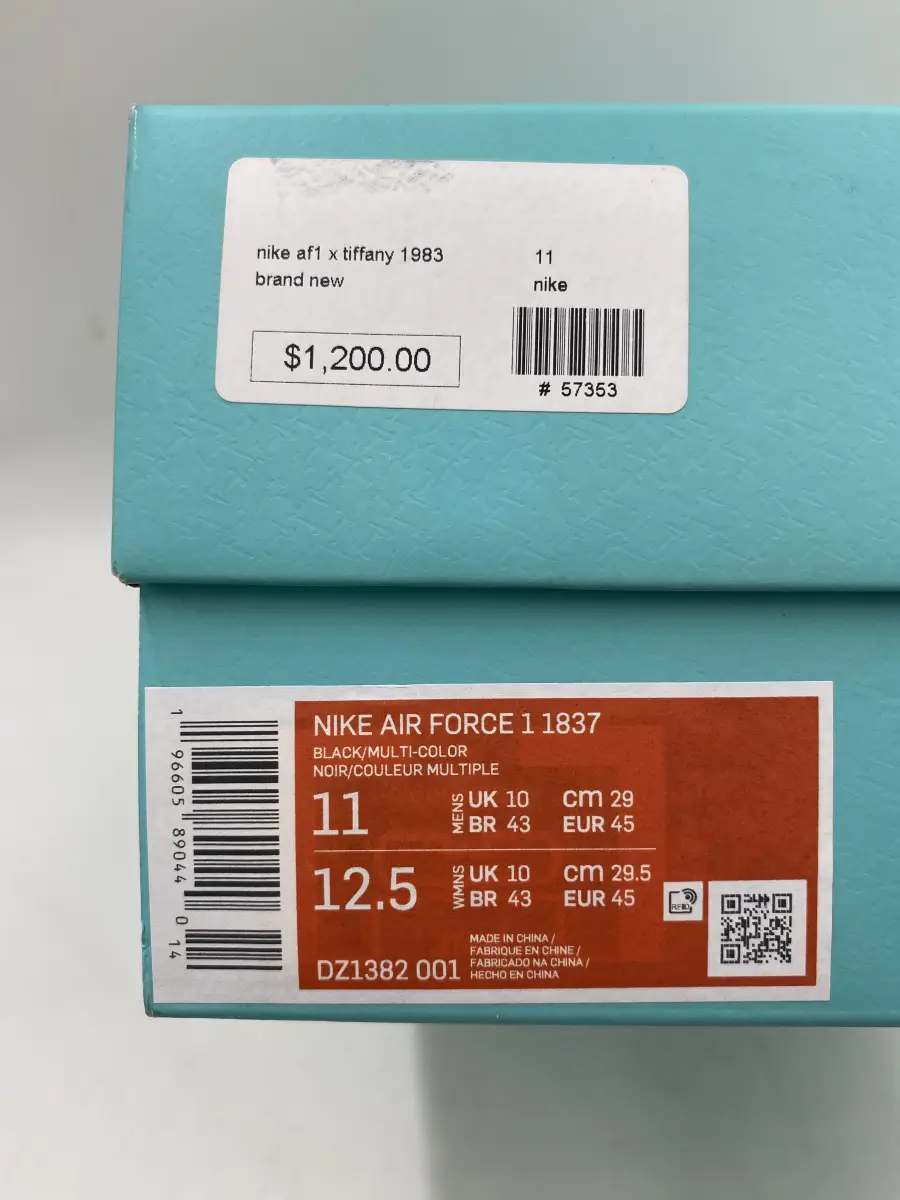 nike af1 x tiffany 1983
brand new
11
nike
$1,200.00
# 57353
1 96605 89044 0 14
NIKE AIR FORCE 1 1837
BLACK/MULTI-COLOR
NOIR/COULEUR MULTIPLE
11
MENS
UK 10
cm 29
BR 43
EUR 45
12.5
WMNS
UK 10
cm 29.5
BR 43
EUR 45
RFID
MADE IN CHINA /
FABRIQUE EN CHINE /
FABRICADO NA CHINA /
HECHO EN CHINA
DZ1382 001